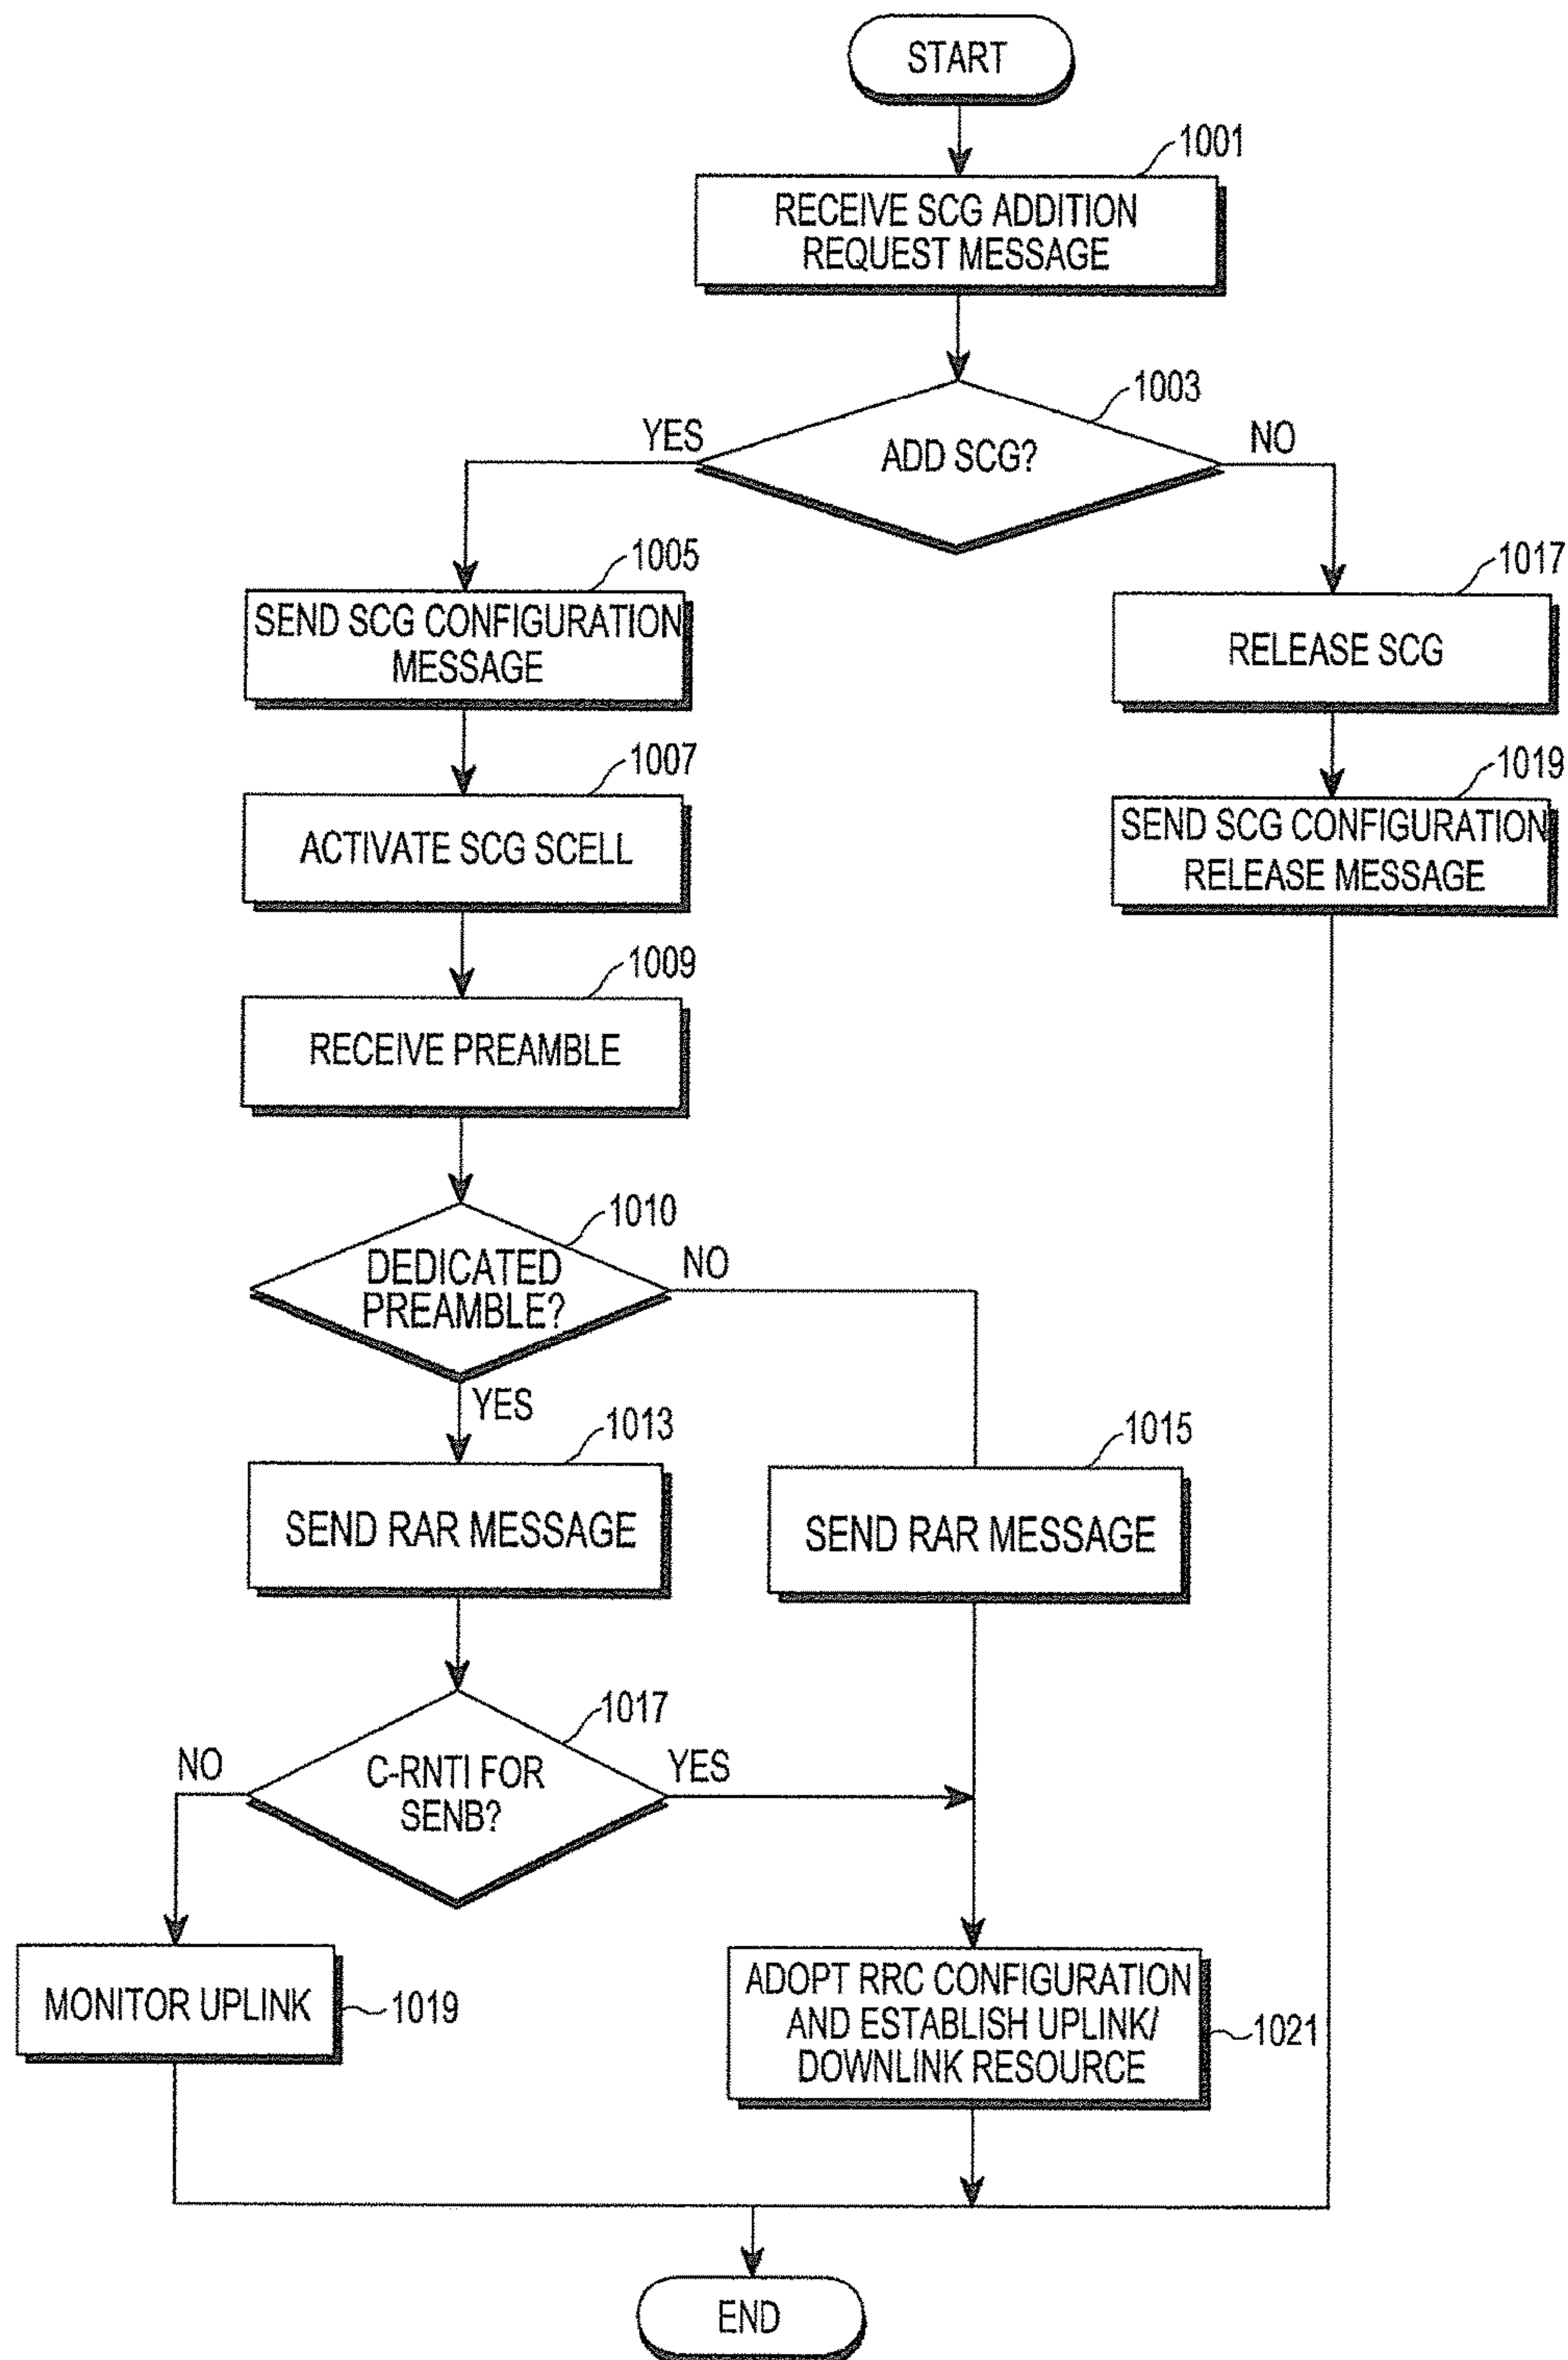 START
1001
RECEIVE SCG ADDITION
REQUEST MESSAGE
1003
YES
ADD SCG?
NO
1005
SEND SCG CONFIGURATION
MESSAGE
1017
RELEASE SCG
1007
ACTIVATE SCG SCELL
1019
SEND SCG CONFIGURATION
RELEASE MESSAGE
1009
RECEIVE PREAMBLE
1010
DEDICATED
PREAMBLE?
NO
YES
1013
SEND RAR MESSAGE
1015
SEND RAR MESSAGE
1017
NO
C-RNTI FOR
SENB?
YES
MONITOR UPLINK
1019
ADOPT RRC CONFIGURATION
AND ESTABLISH UPLINK/
DOWNLINK RESOURCE
1021
END